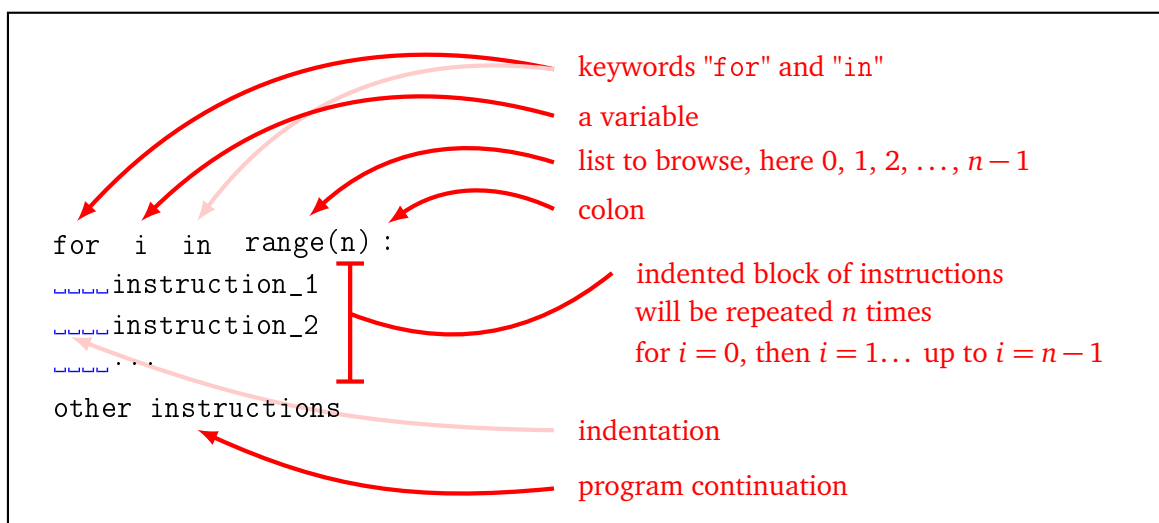 keywords "for" and "in"
a variable
list to browse, here 0, 1, 2, ..., n − 1
colon
for i in range(n) :
␣␣␣␣instruction_1
␣␣␣␣instruction_2
␣␣␣␣...
other instructions
indented block of instructions
will be repeated n times
for i = 0, then i = 1... up to i = n − 1
indentation
program continuation